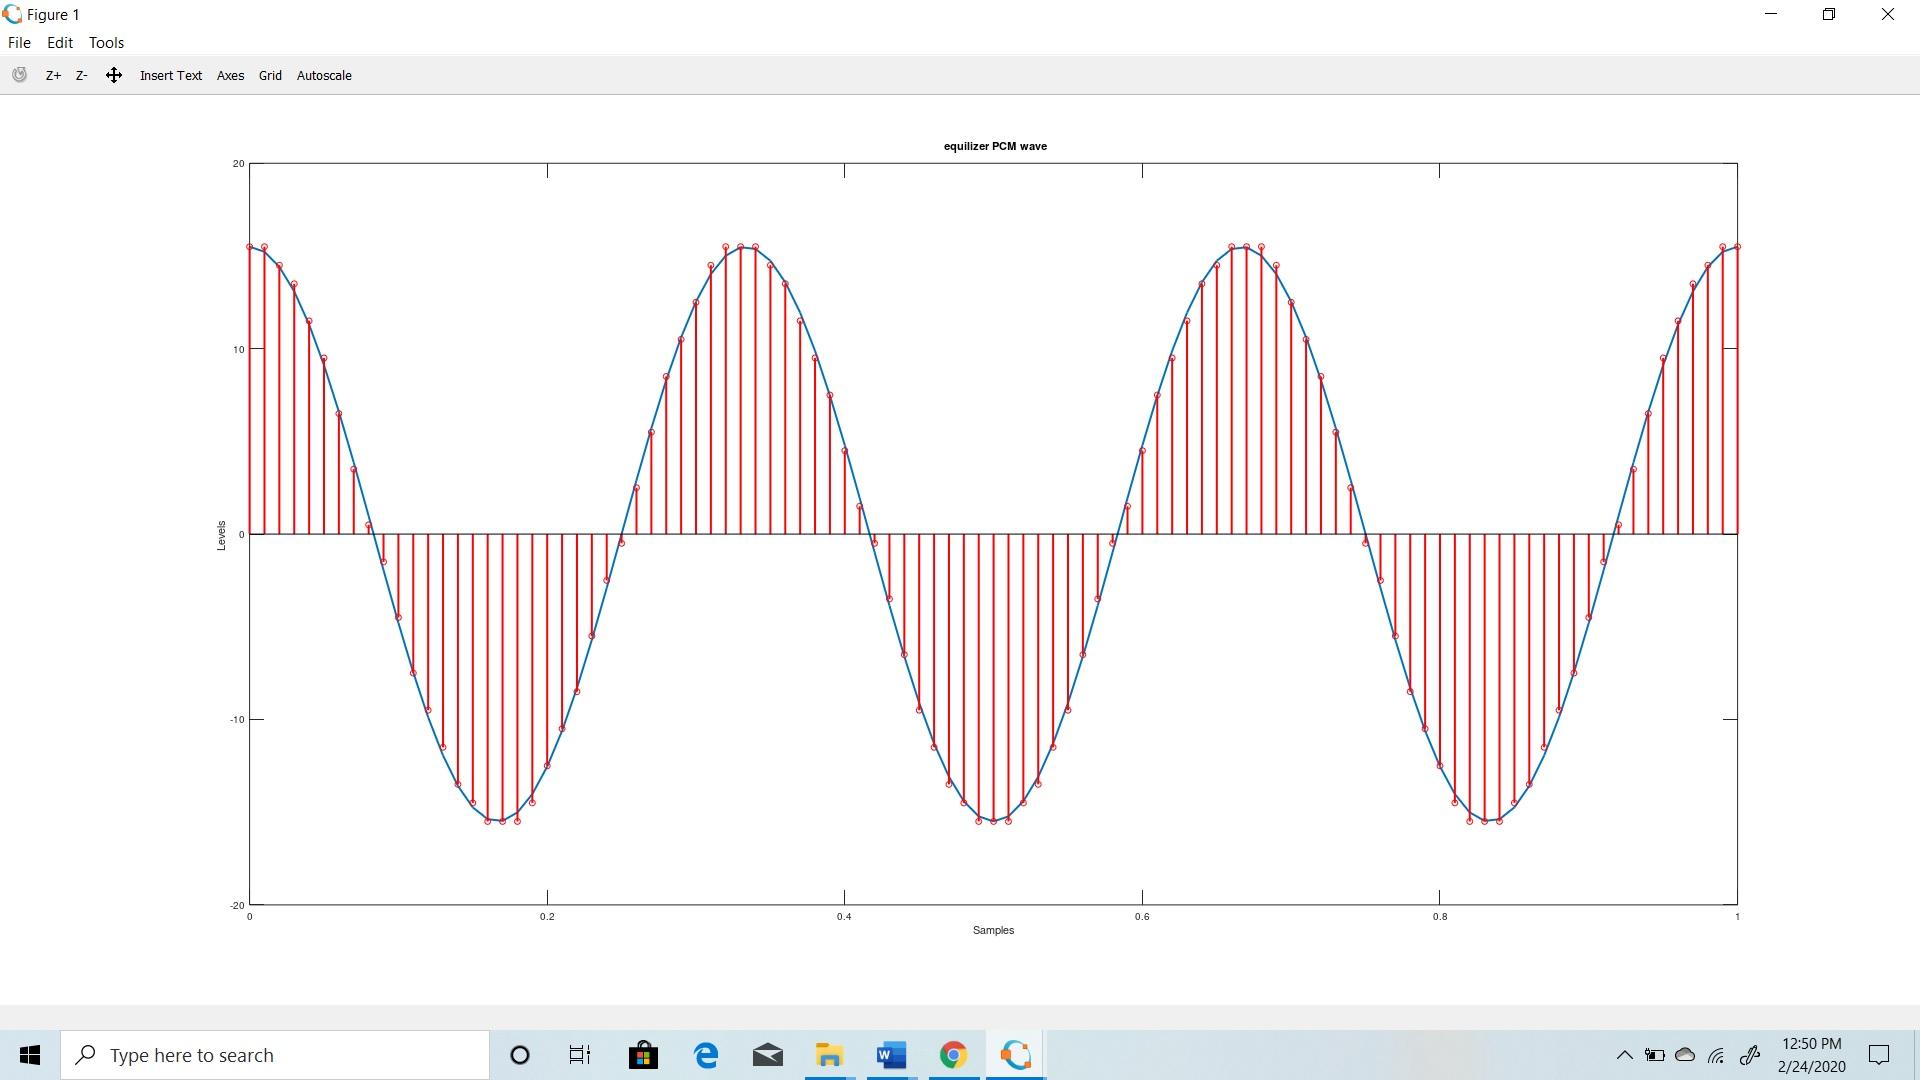 Figure 1
File Edit Tools
Z+ Z- Insert Text Axes Grid Autoscale
equilizer PCM wave
20
10
0
-10
-20
Levels
0 0.2 0.4 0.6 0.8 1
Samples
Type here to search
12:50 PM
2/24/2020